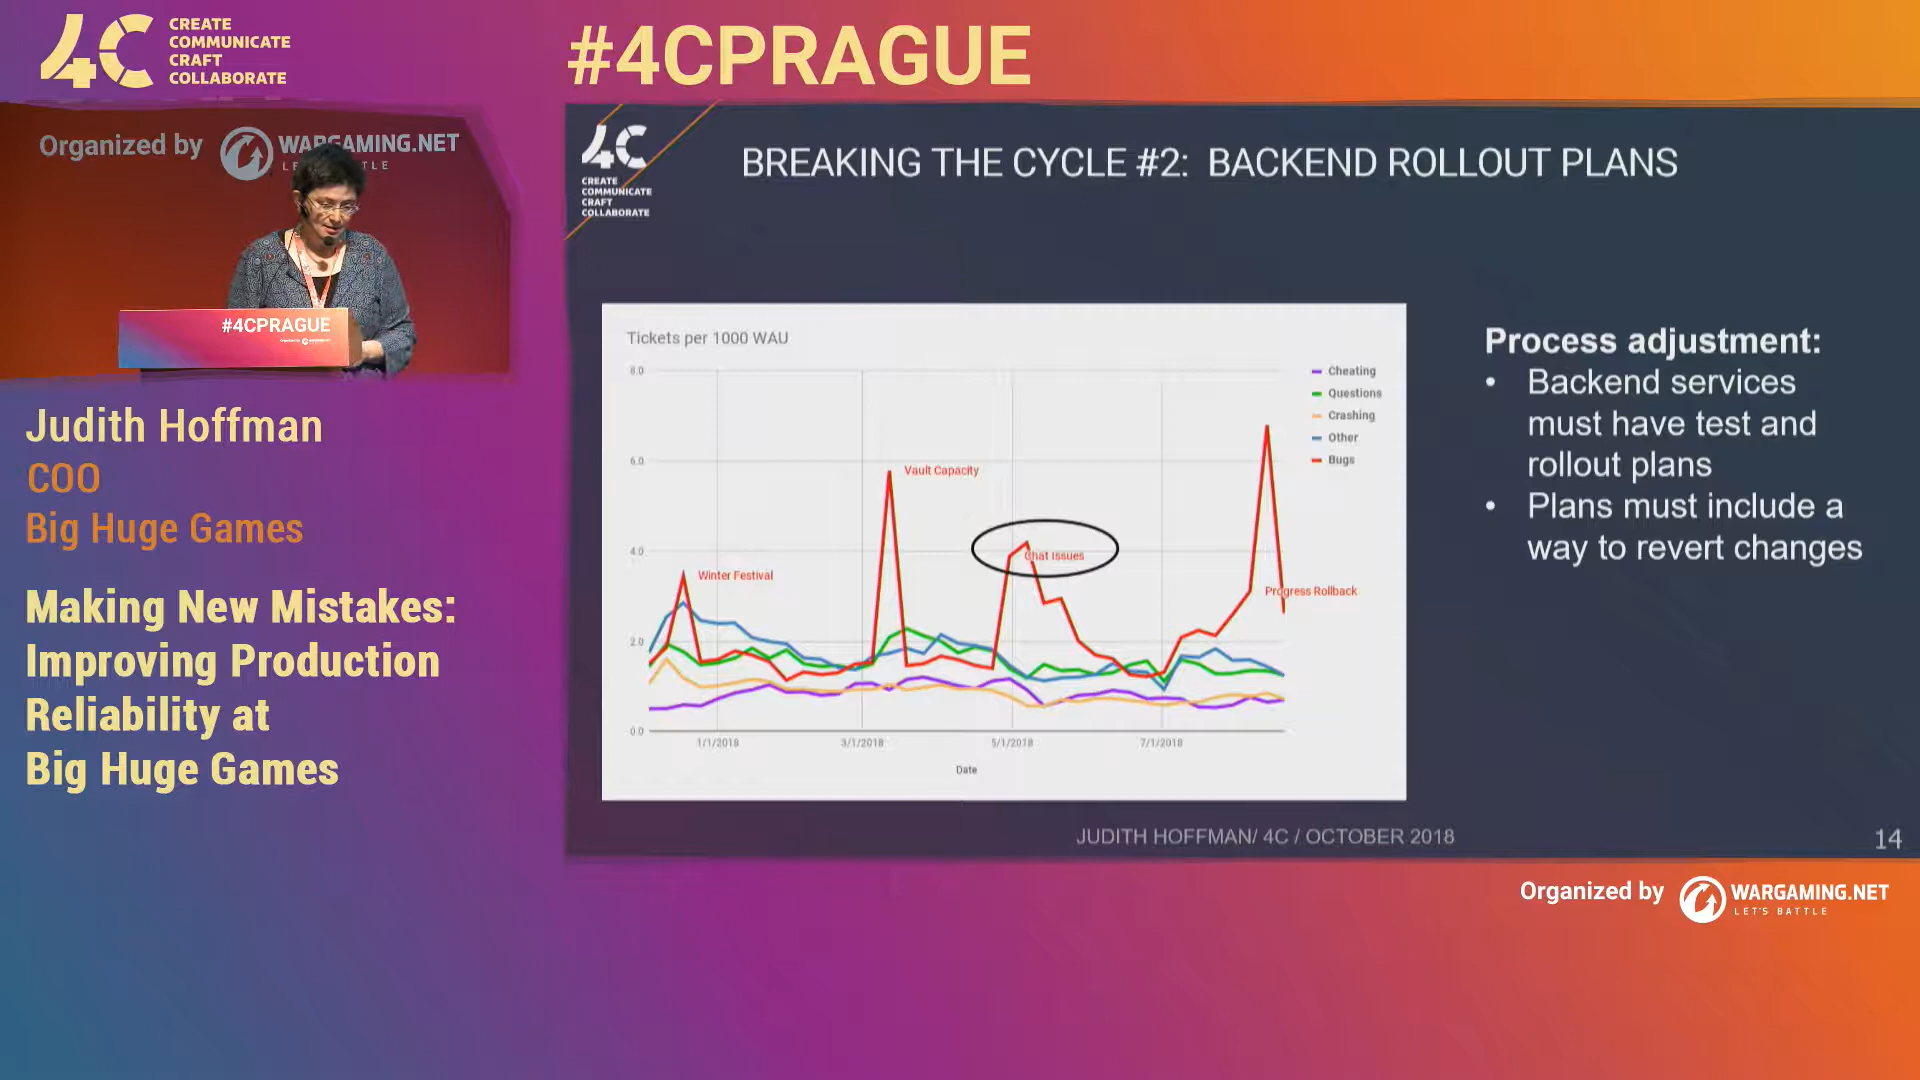 4C
CREATE
COMMUNICATE
CRAFT
COLLABORATE
#4CPRAGUE
Organized by
WARGAMING.NET
#4CPRAGUE
Judith Hoffman
COO
Big Huge Games
Making New Mistakes:
Improving Production
Reliability at
Big Huge Games
4C
CREATE
COMMUNICATE
CRAFT
COLLABORATE
BREAKING THE CYCLE #2: BACKEND ROLLOUT PLANS
Tickets per 1000 WAU
8.0
6.0
4.0
2.0
0.0
Cheating
Questions
Crashing
Other
Bugs
Winter Festival
Vault Capacity
Chat Issues
Progress Rollback
1/1/2018
3/1/2018
5/1/2018
7/1/2018
Date
Process adjustment:
• Backend services
must have test and
rollout plans
• Plans must include a
way to revert changes
JUDITH HOFFMAN/ 4C / OCTOBER 2018
14
Organized by
WARGAMING.NET
LET'S BATTLE